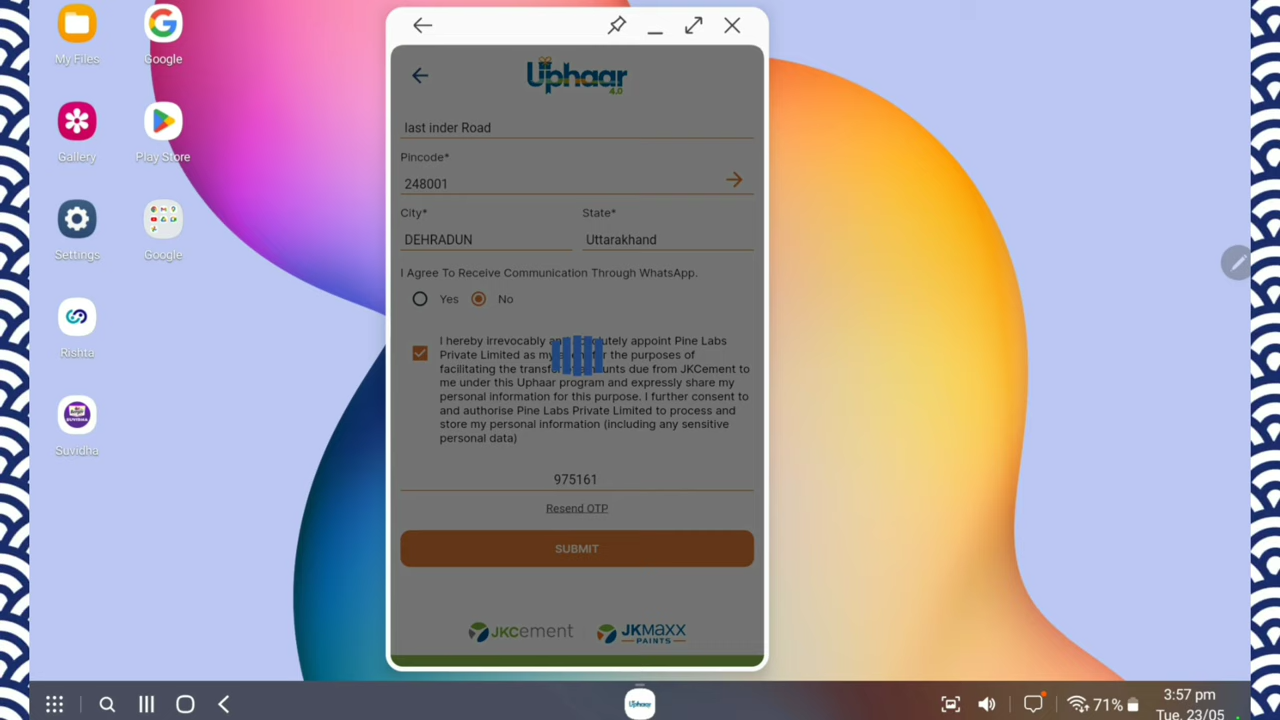 My Files
Google
Gallery
Play Store
Settings
Google
Rishta
SUVIDHA
Suvidha
Uphaar
4.0
last inder Road
Pincode*
248001
City*
State*
DEHRADUN
Uttarakhand
I Agree To Receive Communication Through WhatsApp.
Yes
No
I hereby irrevocably appoint Pine Labs
Private Limited as my the purposes of
facilitating the due from JKCement to
me under this Uphaar program and expressly share my
personal information for this purpose. I further consent to
and authorise Pine Labs Private Limited to process and
store my personal information (including any sensitive
personal data)
975161
Resend OTP
SUBMIT
JKCement
JKMAXX
PAINTS
Uphaar
71%
3:57 pm
Tue, 23/05